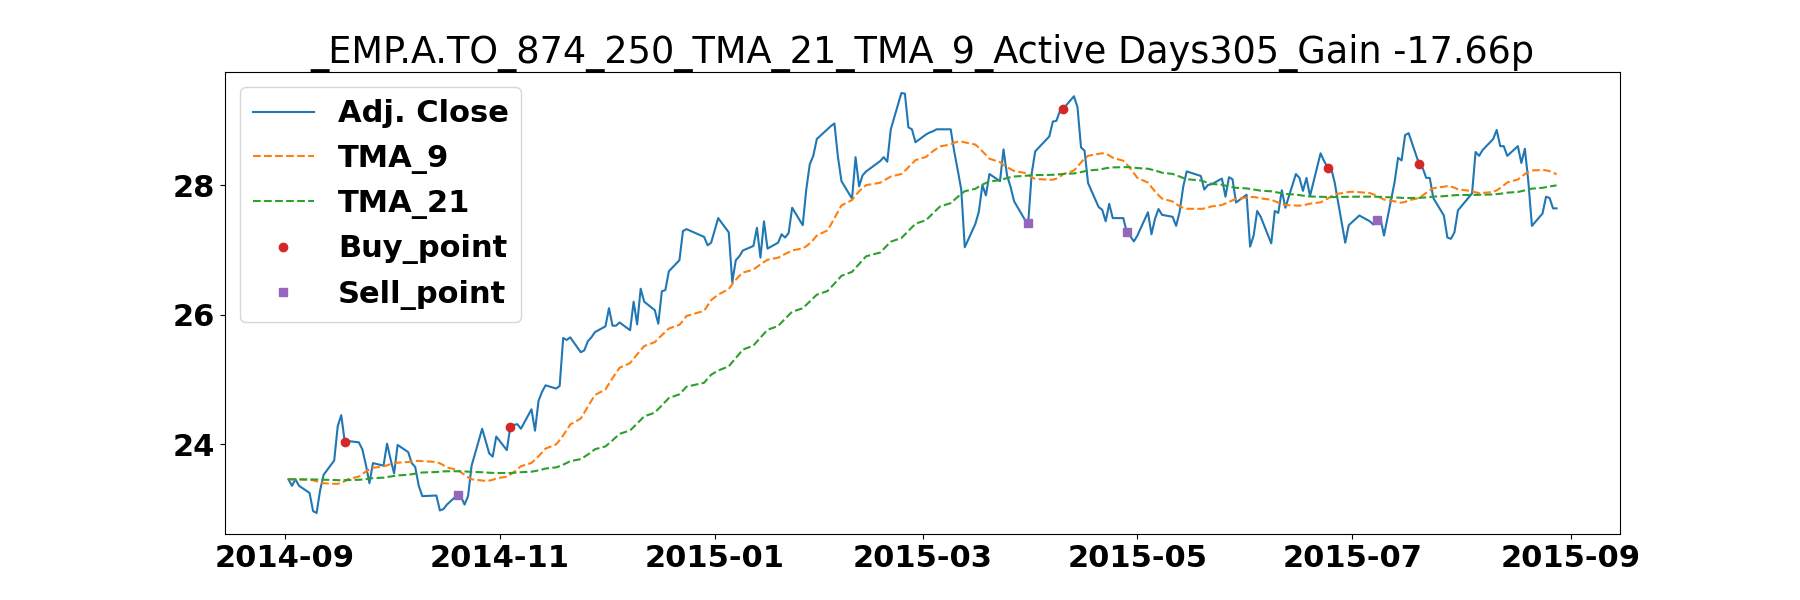 _EMP.A.TO_874_250_TMA_21_TMA_9_Active Days305_Gain -17.66p
Adj. Close
TMA_9
TMA_21
Buy_point
Sell_point
28
26
24
2014-09 2014-11 2015-01 2015-03 2015-05 2015-07 2015-09